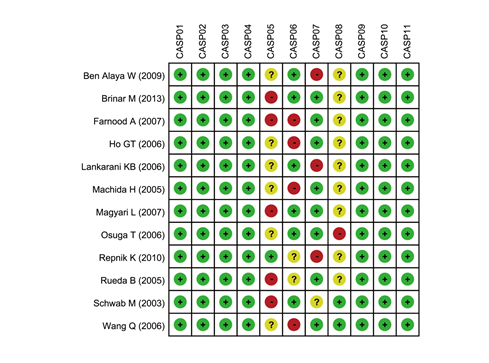 CASP01 CASP02 CASP03 CASP04 CASP05 CASP06 CASP07 CASP08 CASP09 CASP10 CASP11
Ben Alaya W (2009) + + + + ? + - ? + + +
Brinar M (2013) + + + + - + + ? + + +
Farnood A (2007) + + + + - - + ? + + +
Ho GT (2006) + + + + ? - + ? + + +
Lankarani KB (2006) + + + + ? + - ? + + +
Machida H (2005) + + + + ? - + ? + + +
Magyari L (2007) + + + + - + + ? + + +
Osuga T (2006) + + + + ? + + - + + +
Repnik K (2010) + + + + + ? - ? + + +
Rueda B (2005) + + + + - ? + ? + + +
Schwab M (2003) + + + + - + ? + + + +
Wang Q (2006) + + + + ? - + + + + +